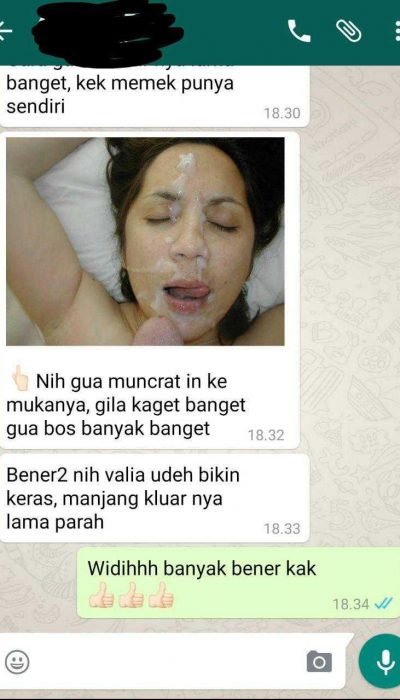 banget, kek memek punya
sendiri
18.30
👆🏻 Nih gua muncrat in ke
mukanya, gila kaget banget
gua bos banyak banget
18.32
Bener2 nih valia udeh bikin
keras, manjang kluar nya
lama parah
18.33
Widihhh banyak bener kak
👍🏻👍🏻👍🏻
18.34